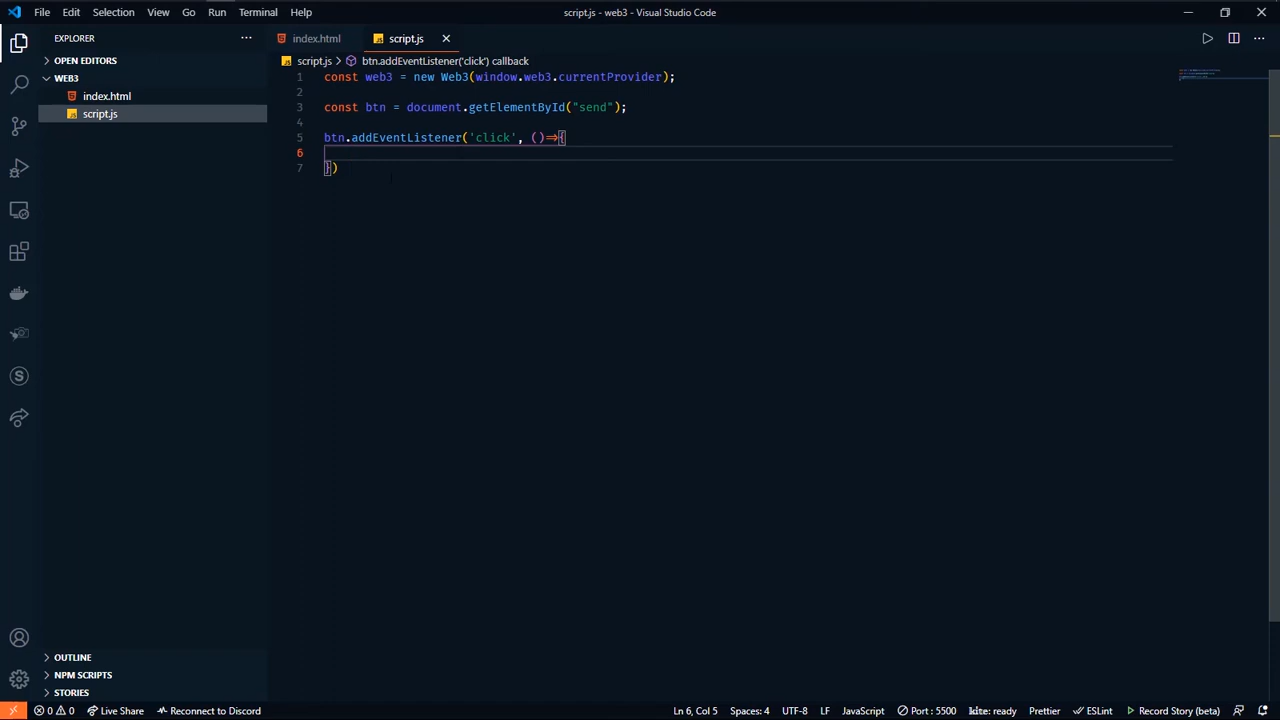 File Edit Selection View Go Run Terminal Help
script.js - web3 - Visual Studio Code
EXPLORER
OPEN EDITORS
WEB3
index.html
script.js
OUTLINE
NPM SCRIPTS
STORIES
index.html
script.js
script.js > btn.addEventListener('click') callback
1 const web3 = new Web3(window.web3.currentProvider);
2
3 const btn = document.getElementById("send");
4
5 btn.addEventListener('click', ()=>{
6
7 })
0 0 Live Share Reconnect to Discord
Ln 6, Col 5 Spaces: 4 UTF-8 LF JavaScript Port : 5500 kite: ready Prettier ESLint Record Story (beta)